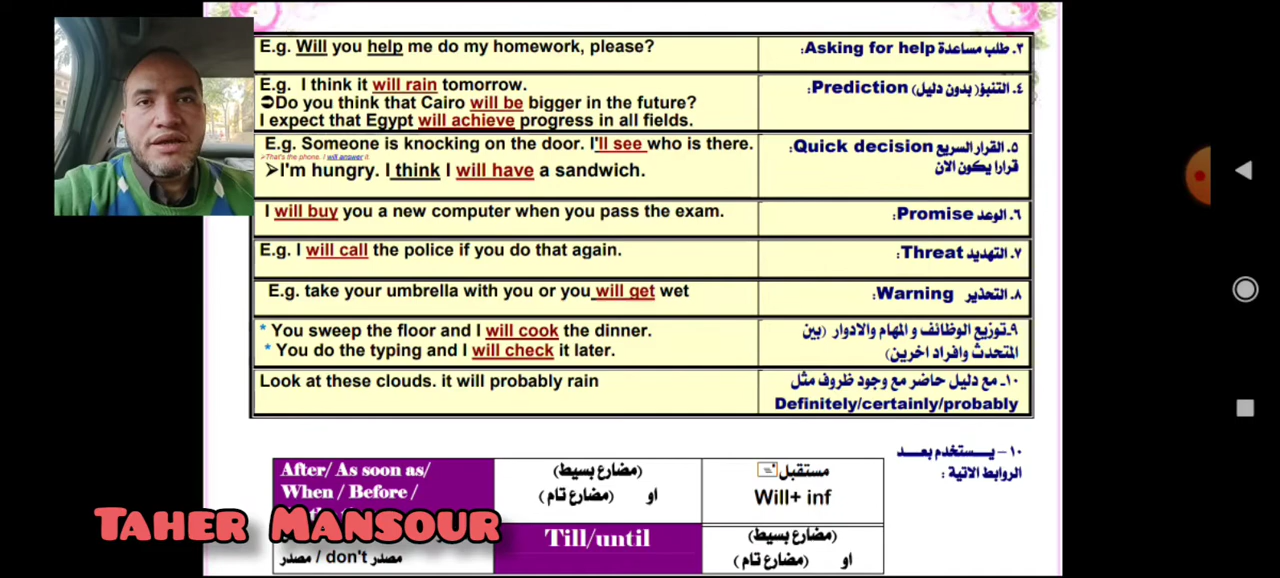 E.g. Will you help me do my homework, please?
٣. طلب مساعدة Asking for help:
E.g. I think it will rain tomorrow.
➲Do you think that Cairo will be bigger in the future?
I expect that Egypt will achieve progress in all fields.
٤. التنبؤ( بدون دليل) Prediction:
E.g. Someone is knocking on the door. I'll see who is there.
➢That's the phone. I will answer it.
➢I'm hungry. I think I will have a sandwich.
٥. القرار السريع Quick decision:
قرارا يكون الان
I will buy you a new computer when you pass the exam.
٦. الوعد Promise:
E.g. I will call the police if you do that again.
٧. التهديد Threat:
E.g. take your umbrella with you or you will get wet
٨. التحذير Warning:
* You sweep the floor and I will cook the dinner.
* You do the typing and I will check it later.
٩.توزيع الوظائف و المهام والادوار (بين
المتحدث وافراد اخرين)
Look at these clouds. it will probably rain
١٠. مع دليل حاضر مع وجود ظروف مثل
Definitely/certainly/probably
١٠ – يستخدم بعد
الروابط الاتية :
After/ As soon as/
When / Before /
(مضارع بسيط)
او (مضارع تام)
مستقبل
Will+ inf
TAHER MANSOUR
مصدر don't / مصدر
Till/until
(مضارع بسيط)
او (مضارع تام)